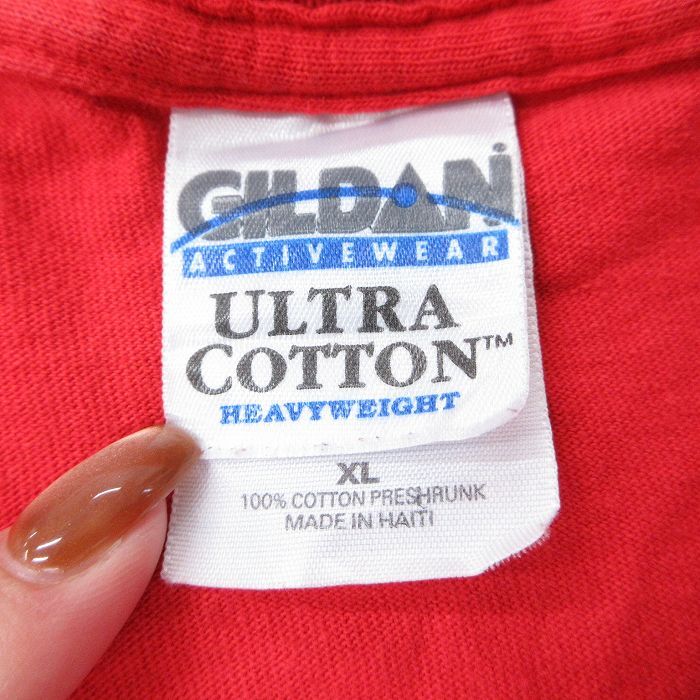 GILDAN
ACTIVEWEAR
ULTRA
COTTON™
HEAVYWEIGHT
XL
100% COTTON PRESHRUNK
MADE IN HAITI